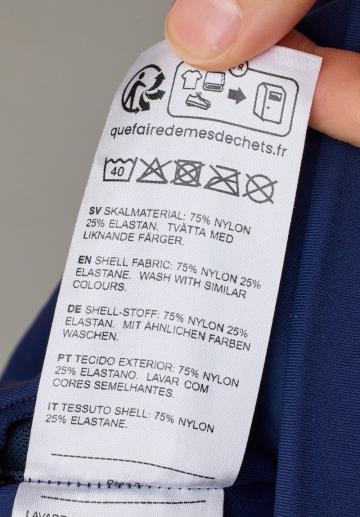 quefairedemesdechets.fr
40
SV SKALMATERIAL: 75% NYLON
25% ELASTAN. TVÄTTA MED
LIKNANDE FÄRGER.
EN SHELL FABRIC: 75% NYLON 25%
ELASTANE. WASH WITH SIMILAR
COLOURS.
DE SHELL-STOFF: 75% NYLON 25%
ELASTAN. MIT ÄHNLICHEN FARBEN
WASCHEN.
PT TECIDO EXTERIOR: 75% NYLON
25% ELASTANO. LAVAR COM
CORES SEMELHANTES.
IT TESSUTO SHELL: 75% NYLON
25% ELASTANE.